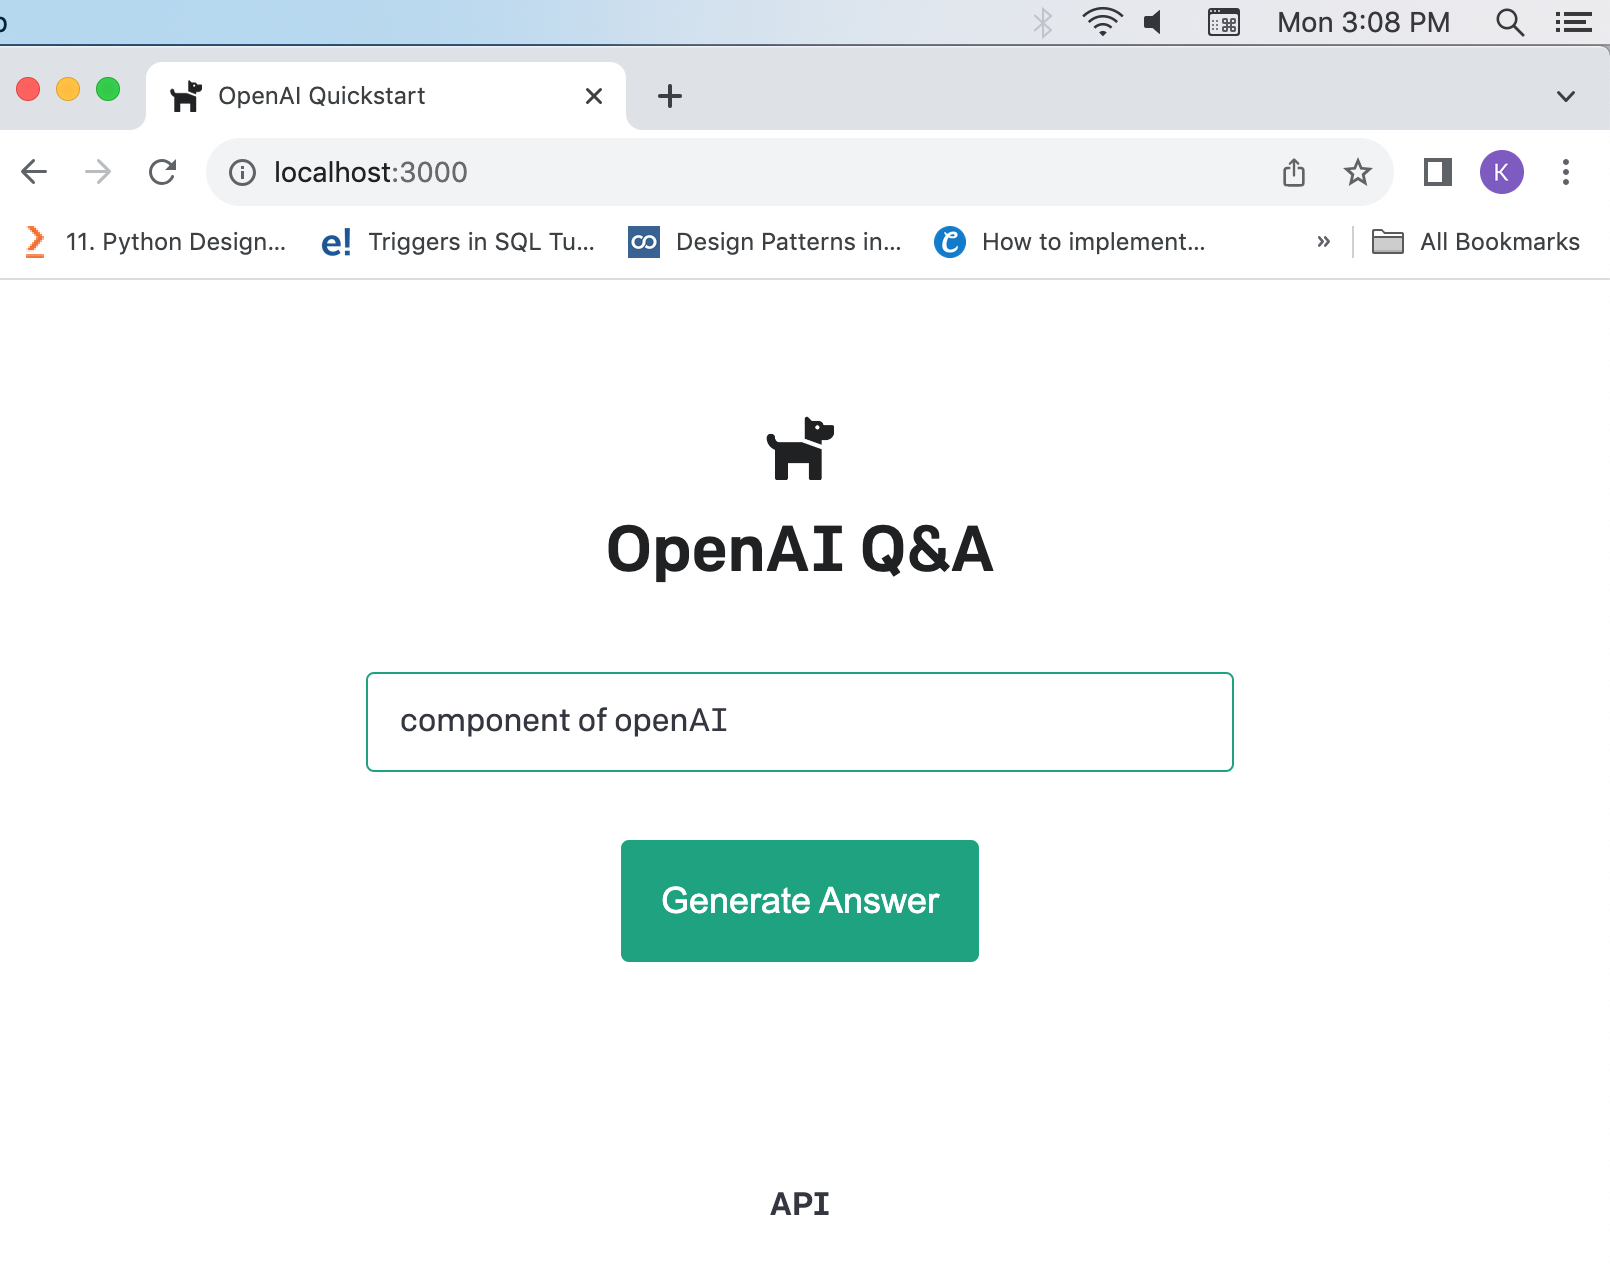 Mon 3:08 PM
OpenAI Quickstart
localhost:3000
K
11. Python Design...
e! Triggers in SQL Tu...
Design Patterns in...
How to implement...
» All Bookmarks
OpenAI Q&A
component of openAI
Generate Answer
API